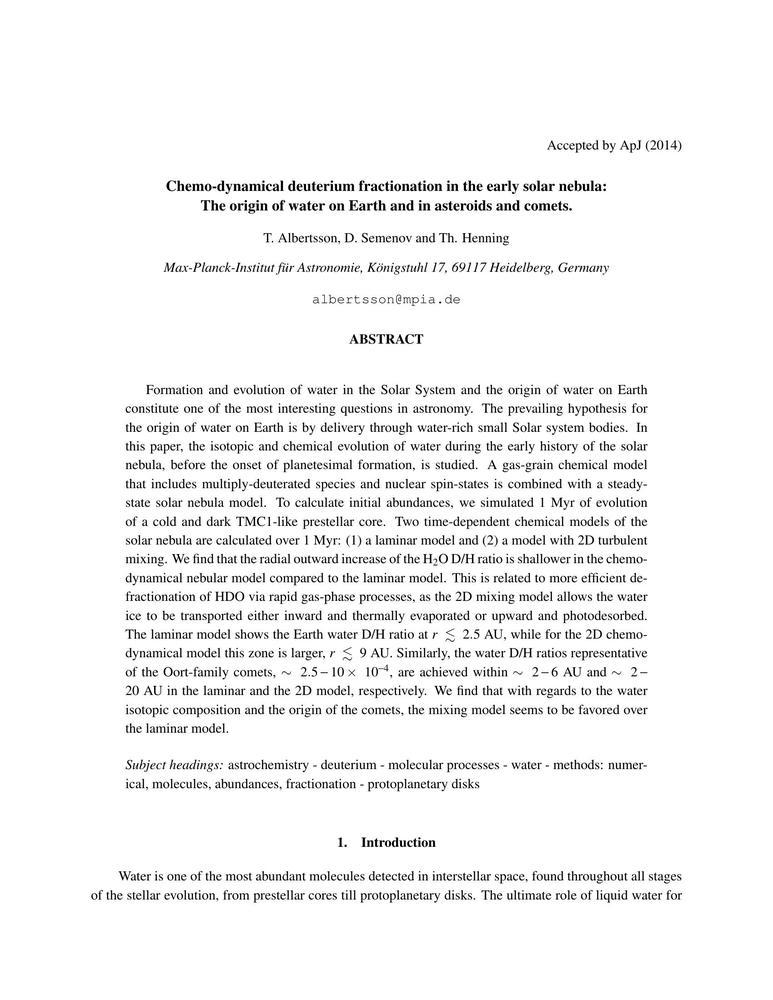 Accepted by ApJ (2014)
Chemo-dynamical deuterium fractionation in the early solar nebula:
The origin of water on Earth and in asteroids and comets.
T. Albertsson, D. Semenov and Th. Henning
Max-Planck-Institut für Astronomie, Königstuhl 17, 69117 Heidelberg, Germany
albertsson@mpia.de
ABSTRACT
Formation and evolution of water in the Solar System and the origin of water on Earth
constitute one of the most interesting questions in astronomy. The prevailing hypothesis for
the origin of water on Earth is by delivery through water-rich small Solar system bodies. In
this paper, the isotopic and chemical evolution of water during the early history of the solar
nebula, before the onset of planetesimal formation, is studied. A gas-grain chemical model
that includes multiply-deuterated species and nuclear spin-states is combined with a steady-
state solar nebula model. To calculate initial abundances, we simulated 1 Myr of evolution
of a cold and dark TMC1-like prestellar core. Two time-dependent chemical models of the
solar nebula are calculated over 1 Myr: (1) a laminar model and (2) a model with 2D turbulent
mixing. We find that the radial outward increase of the H₂O D/H ratio is shallower in the chemo-
dynamical nebular model compared to the laminar model. This is related to more efficient de-
fractionation of HDO via rapid gas-phase processes, as the 2D mixing model allows the water
ice to be transported either inward and thermally evaporated or upward and photodesorbed.
The laminar model shows the Earth water D/H ratio at r ≲ 2.5 AU, while for the 2D chemo-
dynamical model this zone is larger, r ≲ 9 AU. Similarly, the water D/H ratios representative
of the Oort-family comets, ∼ 2.5−10 × 10⁻⁴, are achieved within ∼ 2−6 AU and ∼ 2−
20 AU in the laminar and the 2D model, respectively. We find that with regards to the water
isotopic composition and the origin of the comets, the mixing model seems to be favored over
the laminar model.
Subject headings: astrochemistry - deuterium - molecular processes - water - methods: numer-
ical, molecules, abundances, fractionation - protoplanetary disks
1. Introduction
Water is one of the most abundant molecules detected in interstellar space, found throughout all stages
of the stellar evolution, from prestellar cores till protoplanetary disks. The ultimate role of liquid water for